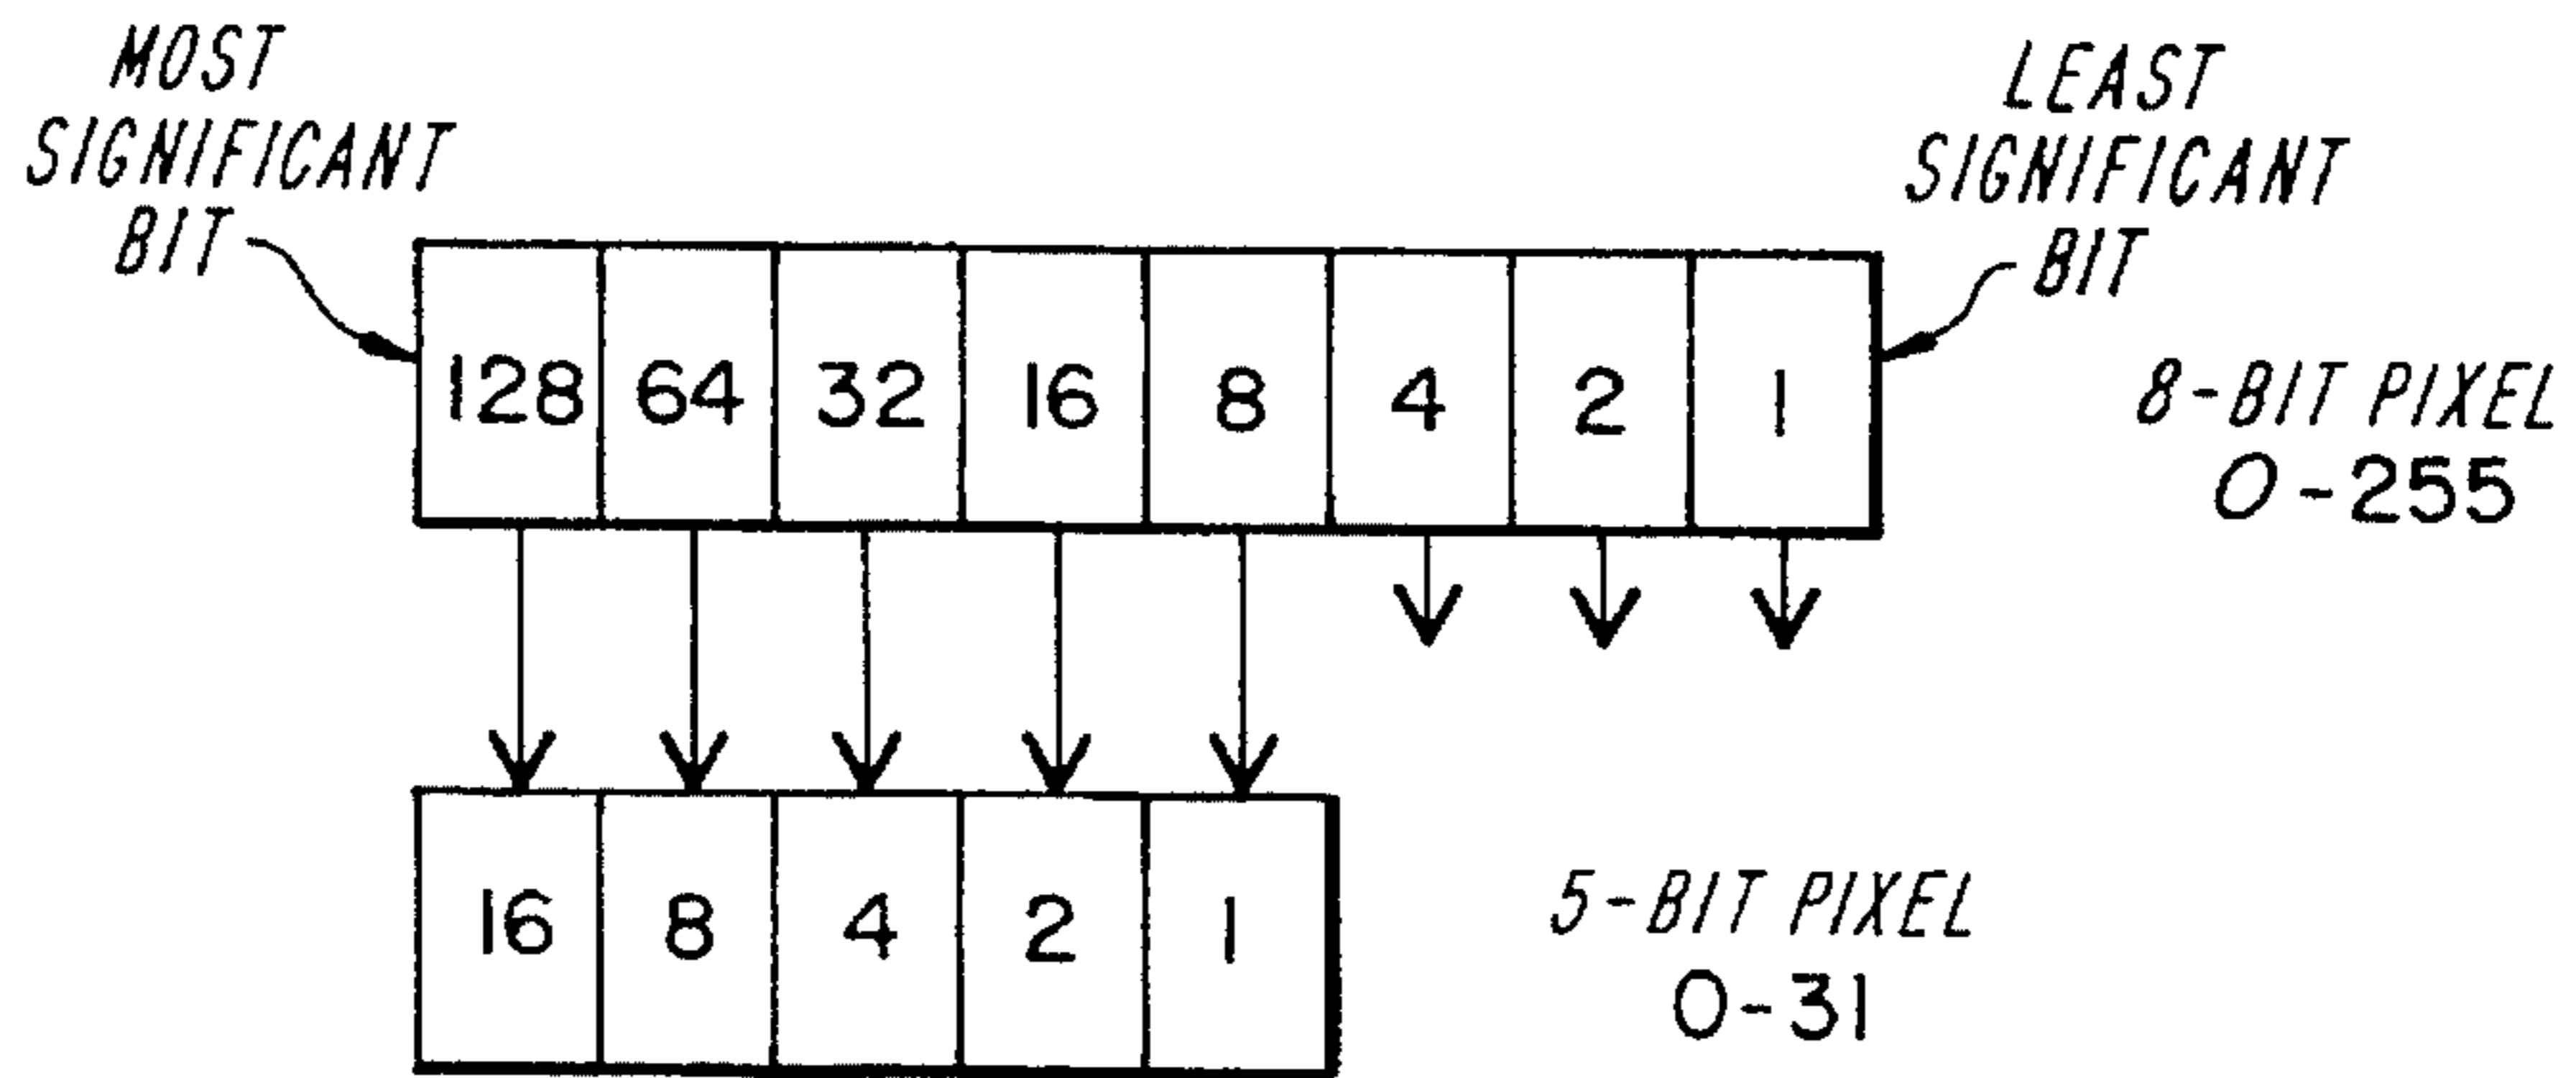 MOST
SIGNIFICANT
BIT
LEAST
SIGNIFICANT
BIT
128 64 32 16 8 4 2 1
8-BIT PIXEL
0-255
16 8 4 2 1
5-BIT PIXEL
0-31